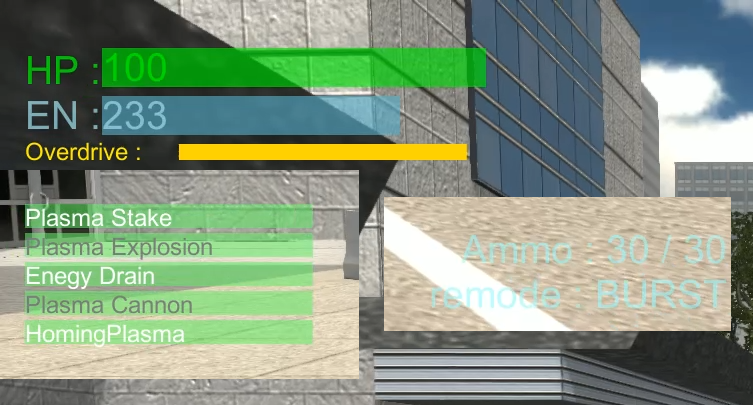 HP :100
EN :233
Overdrive :
Plasma Stake
Plasma Explosion
Enegy Drain
Plasma Cannon
HomingPlasma
Ammo : 30 / 30
remode : BURST